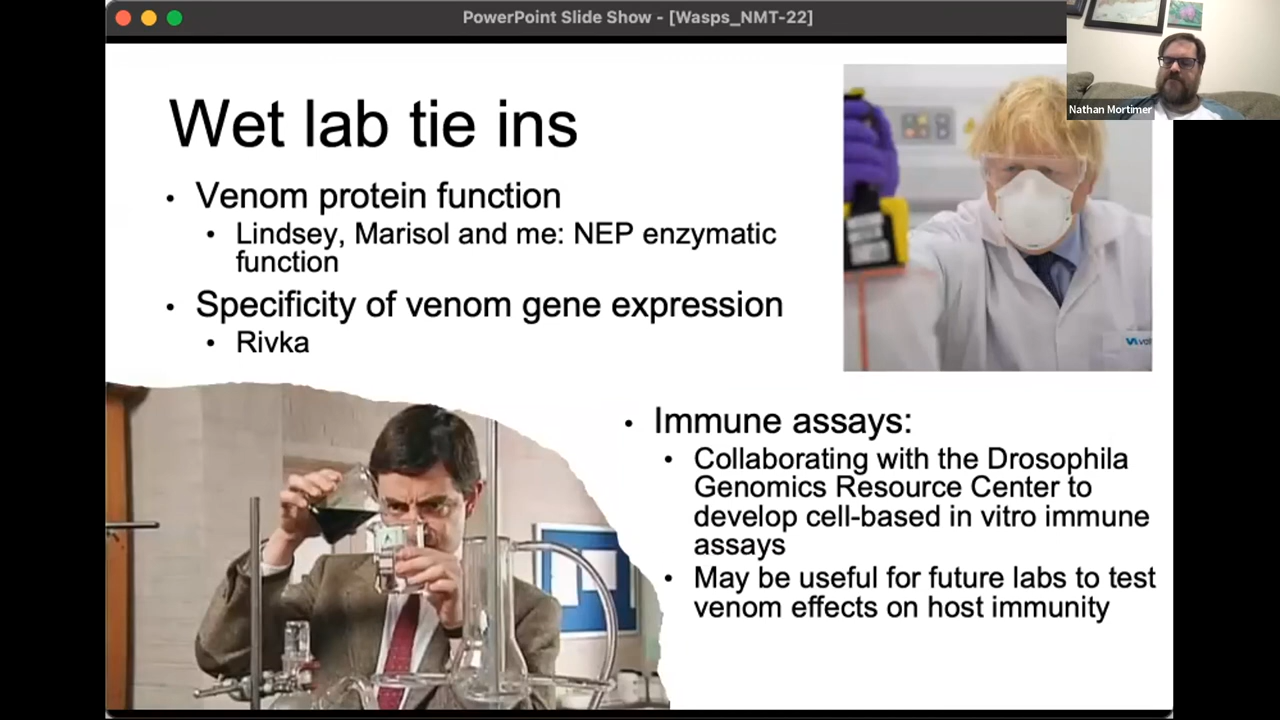 PowerPoint Slide Show - [Wasps_NMT-22]
Nathan Mortimer
Wet lab tie ins
• Venom protein function
• Lindsey, Marisol and me: NEP enzymatic
function
• Specificity of venom gene expression
• Rivka
• Immune assays:
• Collaborating with the Drosophila
Genomics Resource Center to
develop cell-based in vitro immune
assays
• May be useful for future labs to test
venom effects on host immunity